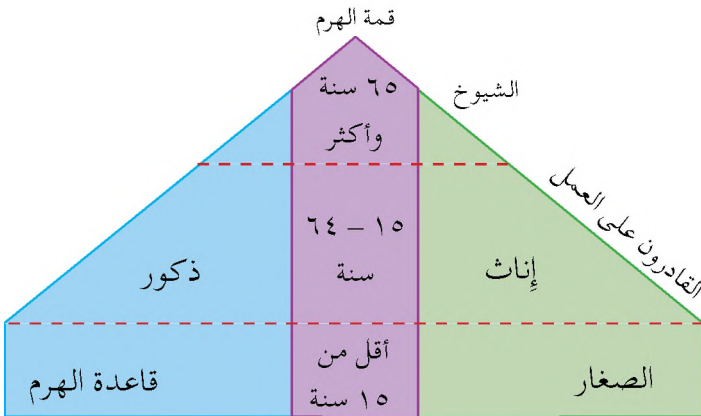 قمة الهرم
٦٥ سنة
وأكثر
الشيوخ
القادرون على العمل
١٥ – ٦٤
سنة
إِناث
ذكور
أقل من
١٥ سنة
الصغار
قاعدة الهرم